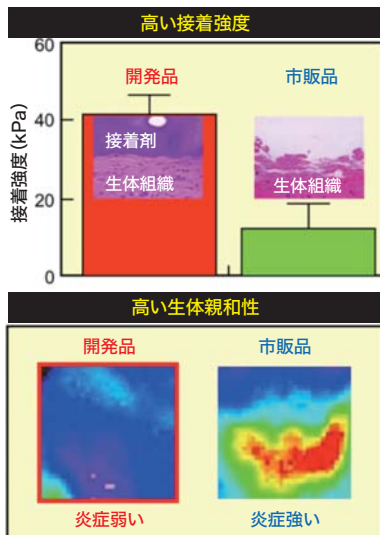 高い接着強度
60
開発品
市販品
40
接着剤
生体組織
生体組織
20
0
接着強度(kPa)
高い生体親和性
開発品
市販品
炎症弱い
炎症強い